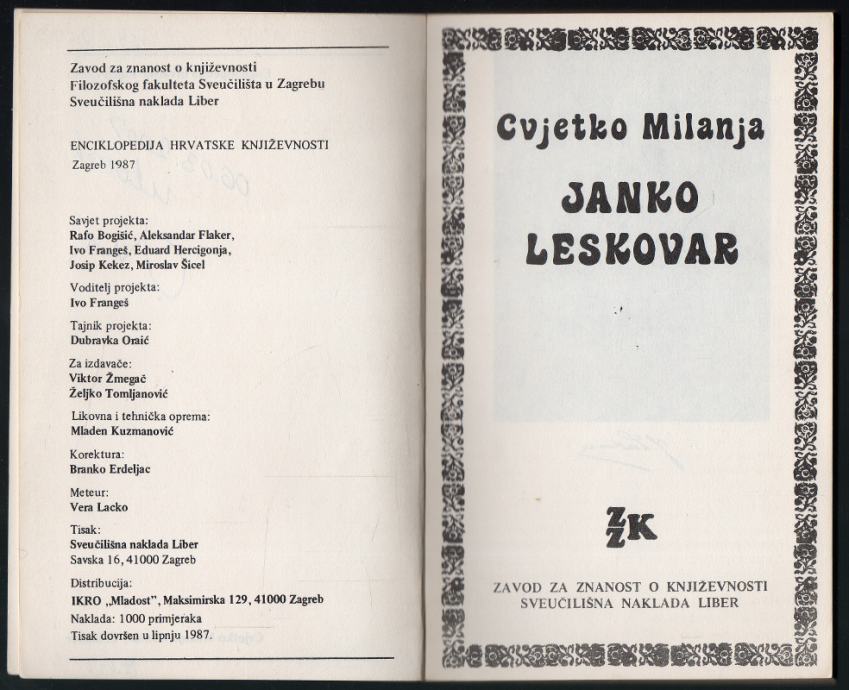 Zavod za znanost o književnosti
Filozofskog fakulteta Sveučilišta u Zagrebu
Sveučilišna naklada Liber
ENCIKLOPEDIJA HRVATSKE KNJIŽEVNOSTI
Zagreb 1987
Savjet projekta:
Rafo Bogišić, Aleksandar Flaker,
Ivo Frangeš, Eduard Hercigonja,
Josip Kekez, Miroslav Šicel
Voditelj projekta:
Ivo Frangeš
Tajnik projekta:
Dubravka Oraić
Za izdavače:
Viktor Žmegač
Željko Tomljanović
Likovna i tehnička oprema:
Mladen Kuzmanović
Korektura:
Branko Erdeljac
Meteur:
Vera Lacko
Tisak:
Sveučilišna naklada Liber
Savska 16, 41000 Zagreb
Distribucija:
IKRO „Mladost”, Maksimirska 129, 41000 Zagreb
Naklada: 1000 primjeraka
Tisak dovršen u lipnju 1987.
Cvjetko Milanja
JANKO
LESKOVAR
ZZK
ZAVOD ZA ZNANOST O KNJIŽEVNOSTI
SVEUČILIŠNA NAKLADA LIBER